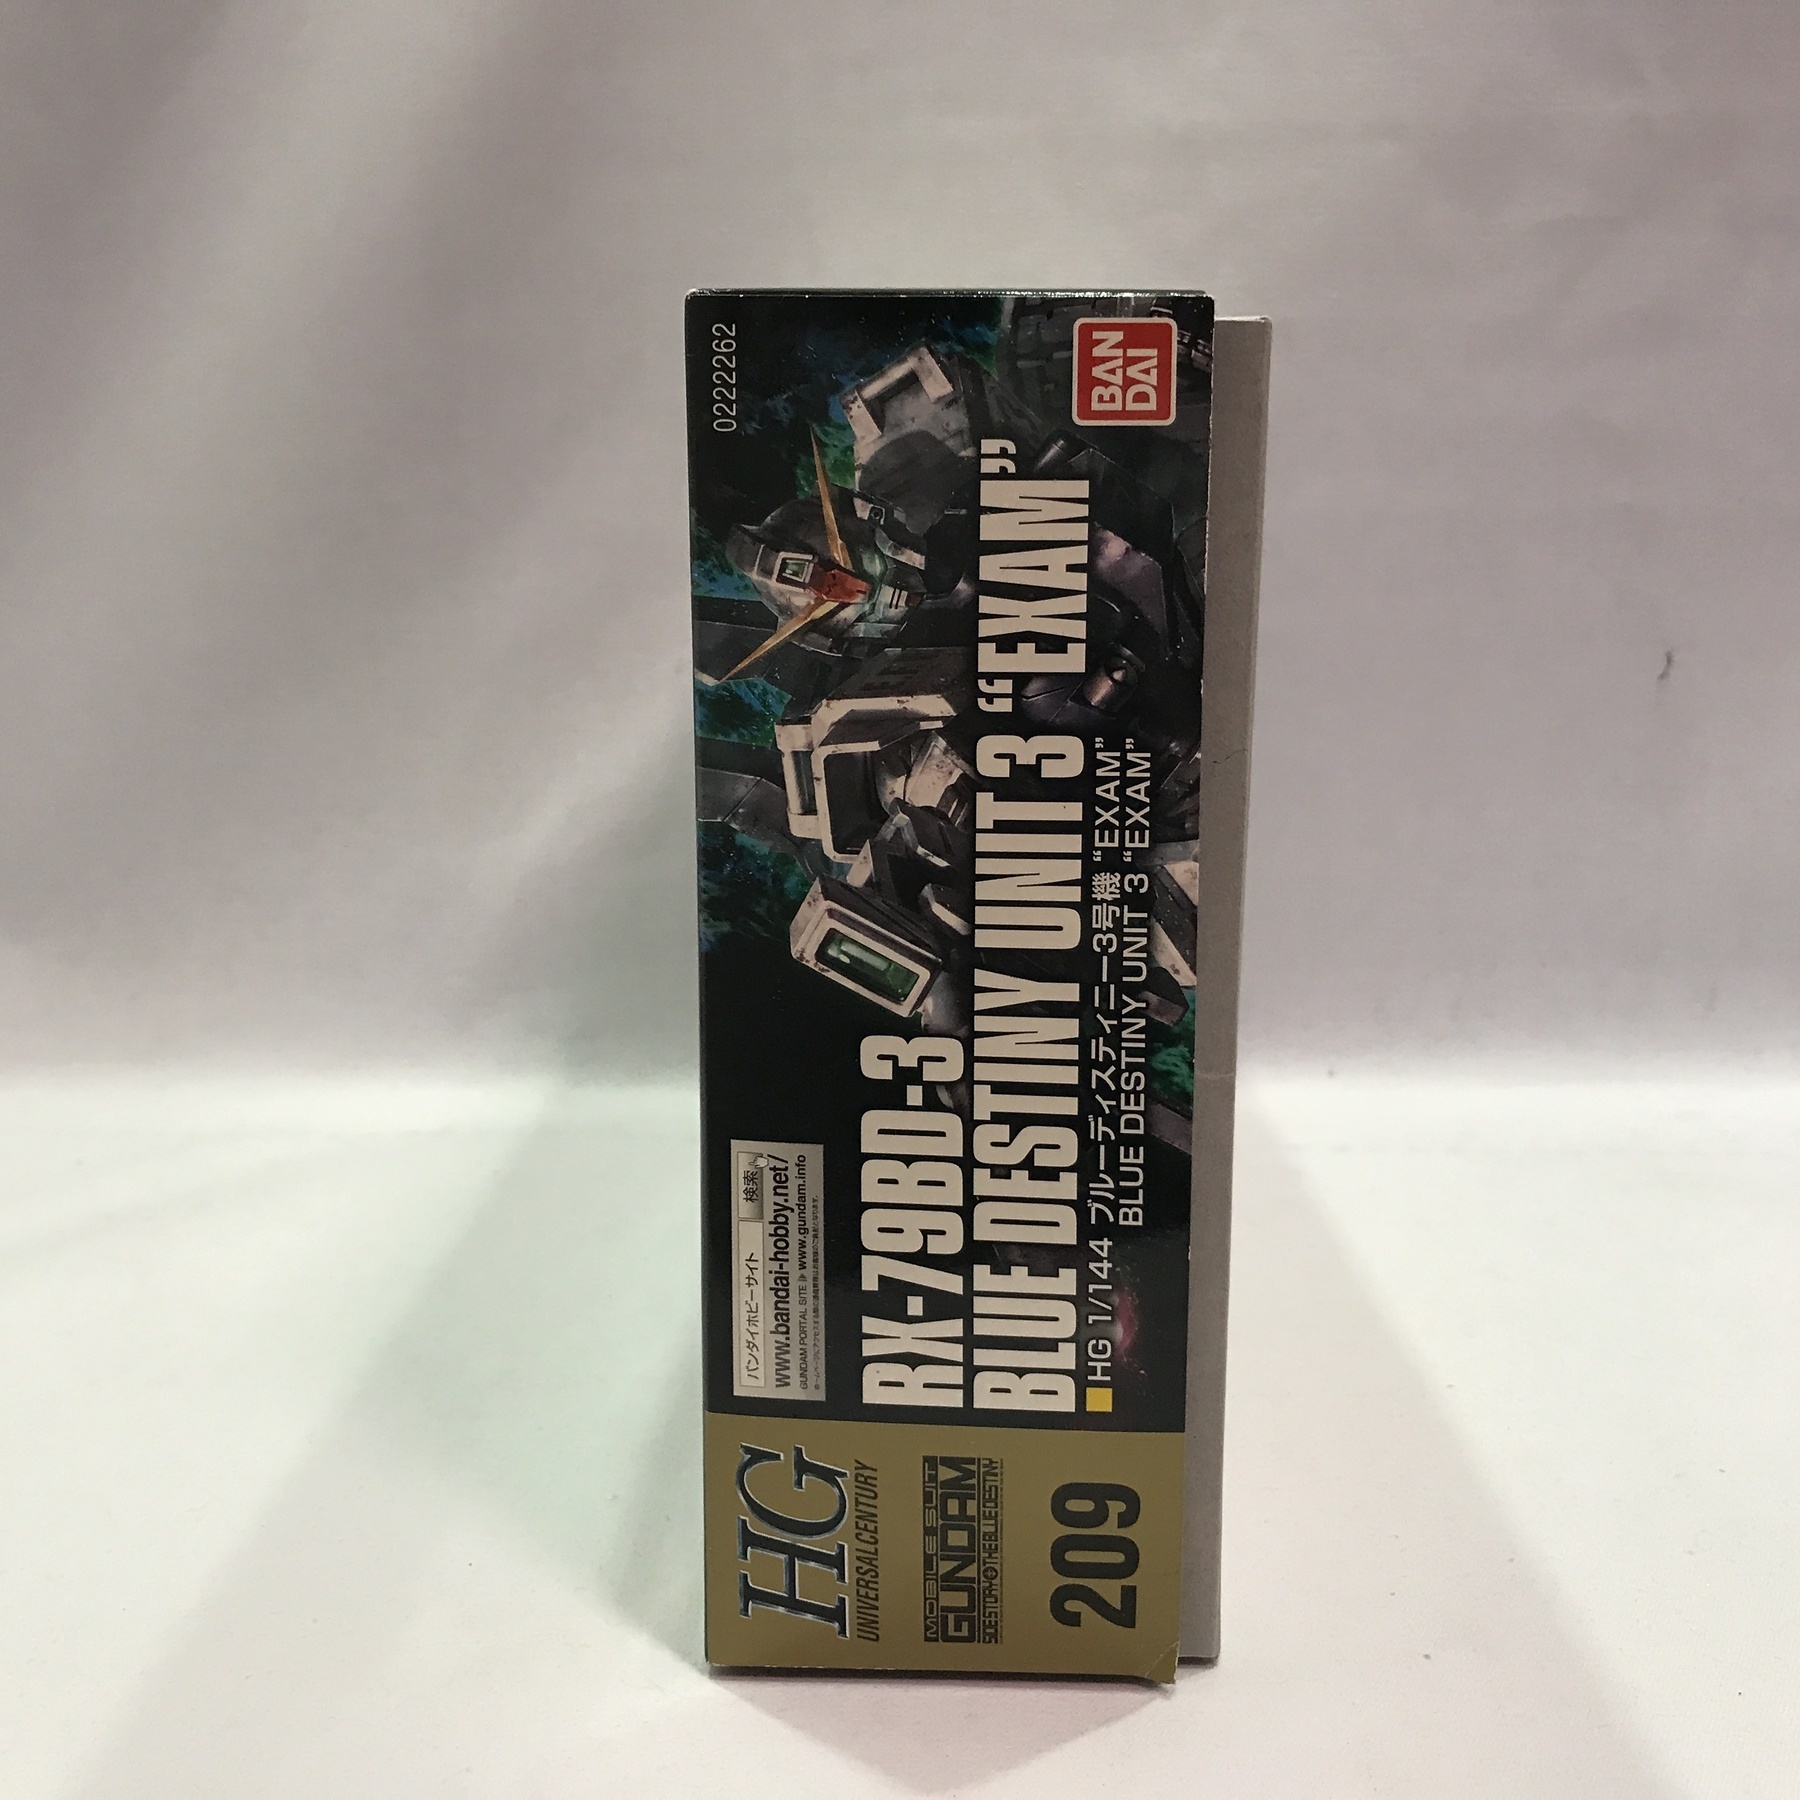 0222262
BAN
DAI
バンダイホビーサイト 検索
www.bandai-hobby.net/
GUNDAM PORTAL SITE www.gundam.info
RX-79BD-3
BLUE DESTINY UNIT 3 “EXAM”
HG 1/144 ブルーディスティニー3号機 “EXAM”
BLUE DESTINY UNIT 3 “EXAM”
HG
UNIVERSAL CENTURY
MOBILE SUIT
GUNDAM
SIDE STORY THE BLUE DESTINY
209